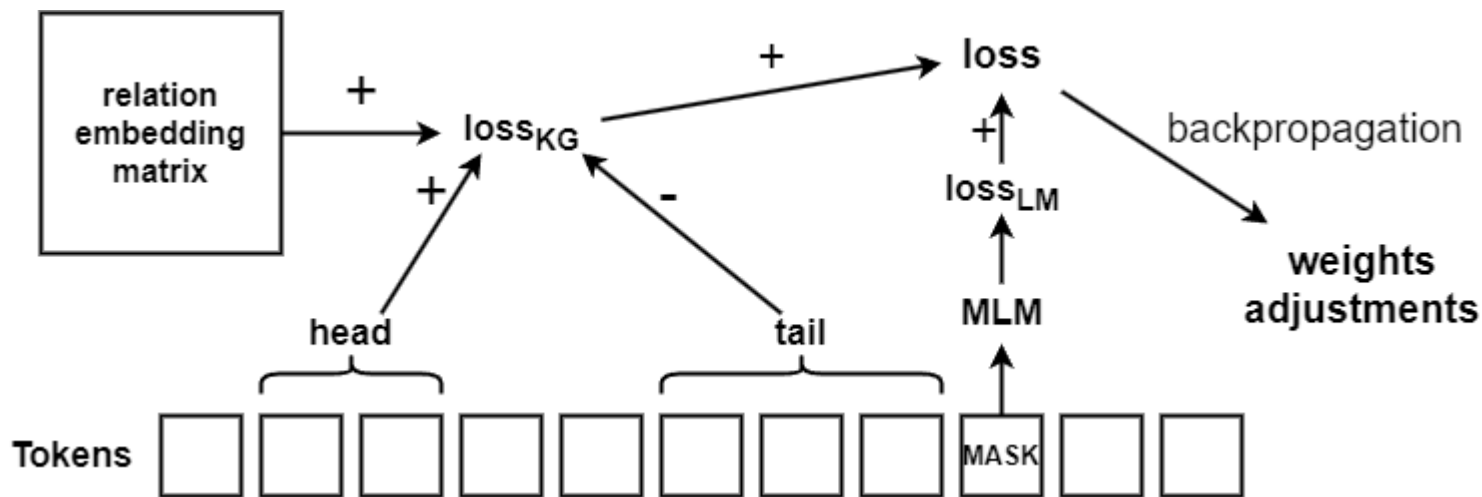 relation
embedding
matrix
+
loss_KG
+
loss
+
-
+
loss_LM
backpropagation
weights
adjustments
head
tail
MLM
Tokens
MASK